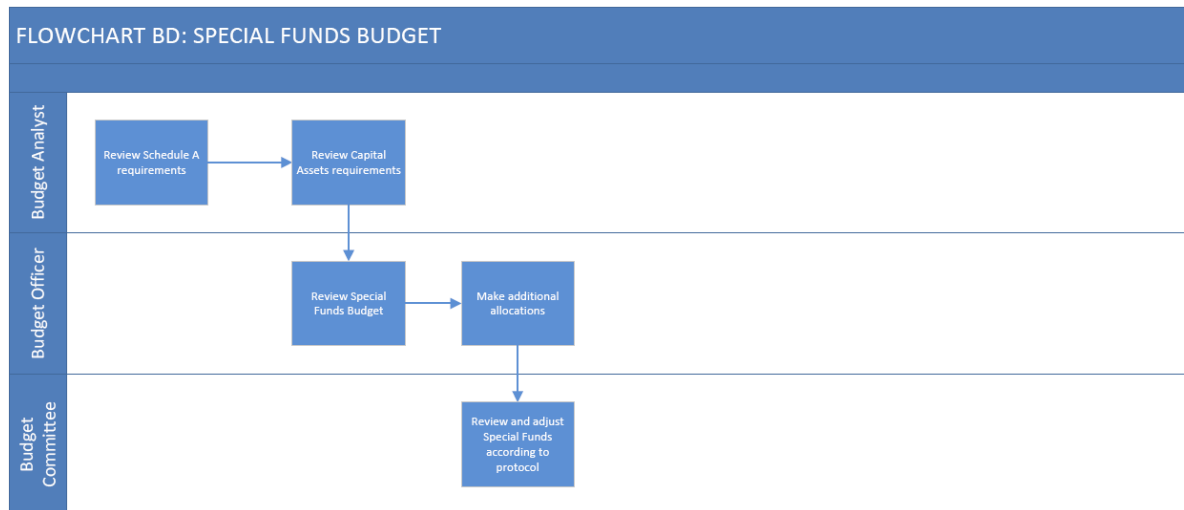 FLOWCHART BD: SPECIAL FUNDS BUDGET
Budget Analyst
Review Schedule A
requirements
Review Capital
Assets requirements
Budget Officer
Review Special
Funds Budget
Make additional
allocations
Budget
Committee
Review and adjust
Special Funds
according to
protocol